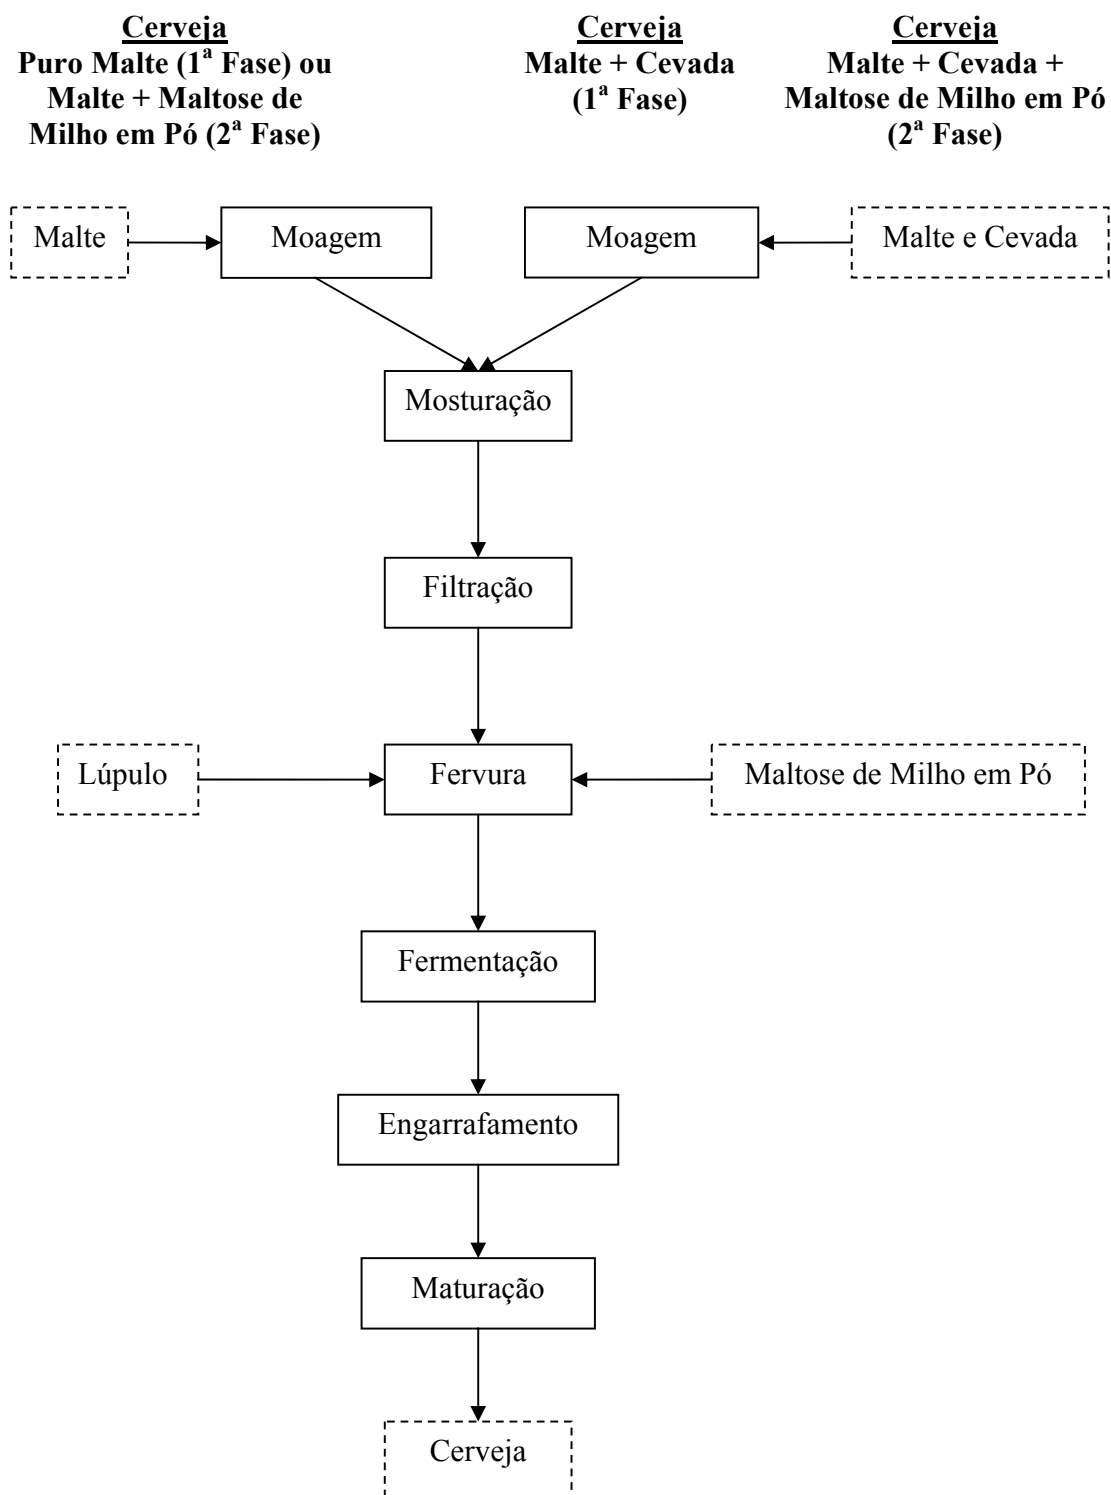 Cerveja
Puro Malte (1ª Fase) ou
Malte + Maltose de
Milho em Pó (2ª Fase)
Cerveja
Malte + Cevada
(1ª Fase)
Cerveja
Malte + Cevada +
Maltose de Milho em Pó
(2ª Fase)
Malte
Moagem
Moagem
Malte e Cevada
Mosturação
Filtração
Lúpulo
Fervura
Maltose de Milho em Pó
Fermentação
Engarrafamento
Maturação
Cerveja